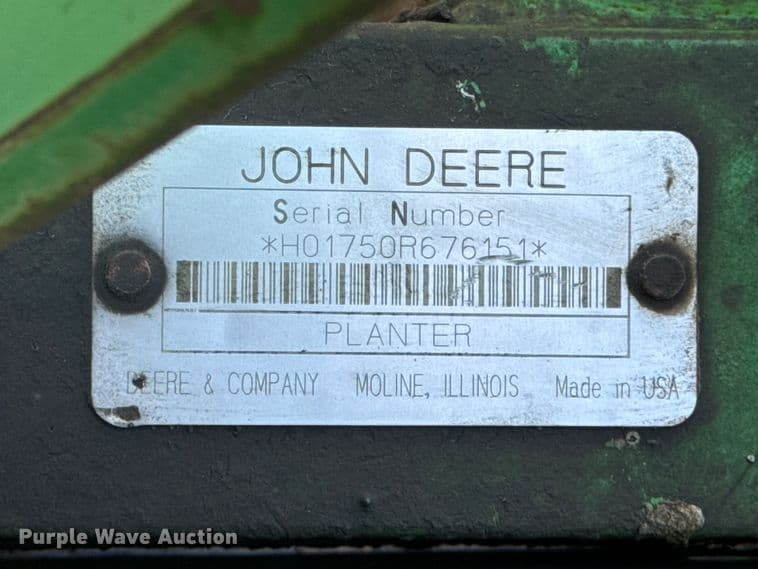 JOHN DEERE
Serial Number
*H01750R676151*
PLANTER
DEERE & COMPANY MOLINE, ILLINOIS Made in USA
Purple Wave Auction